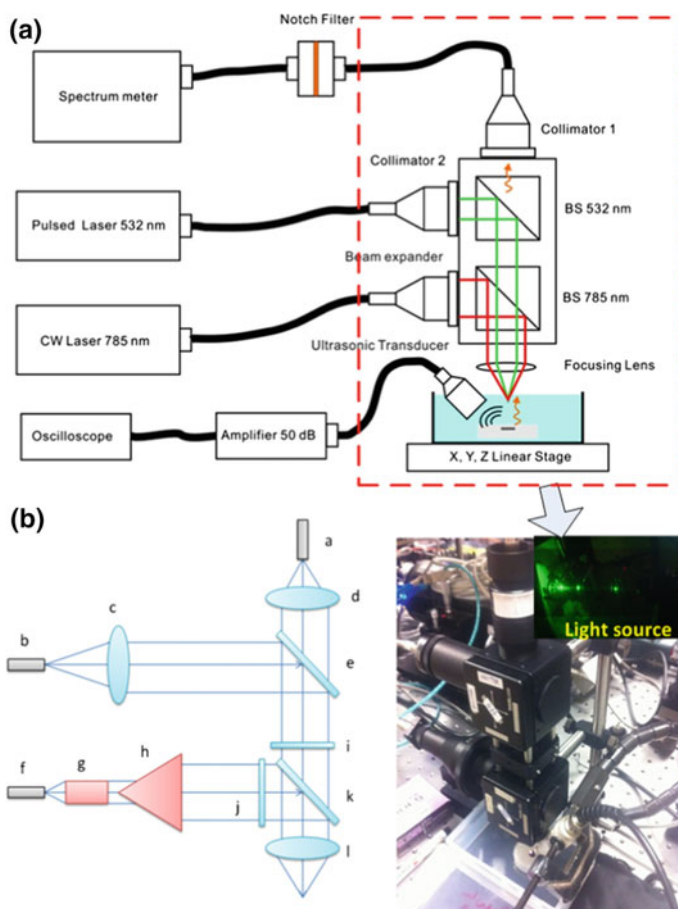 (a)
Notch Filter
Spectrum meter
Collimator 1
Collimator 2
Pulsed Laser 532 nm
BS 532 nm
Beam expander
CW Laser 785 nm
BS 785 nm
Ultrasonic Transducer
Focusing Lens
Oscilloscope
Amplifier 50 dB
X, Y, Z Linear Stage
(b)
a
d
c
b
e
i
f
g
h
j
k
l
Light source